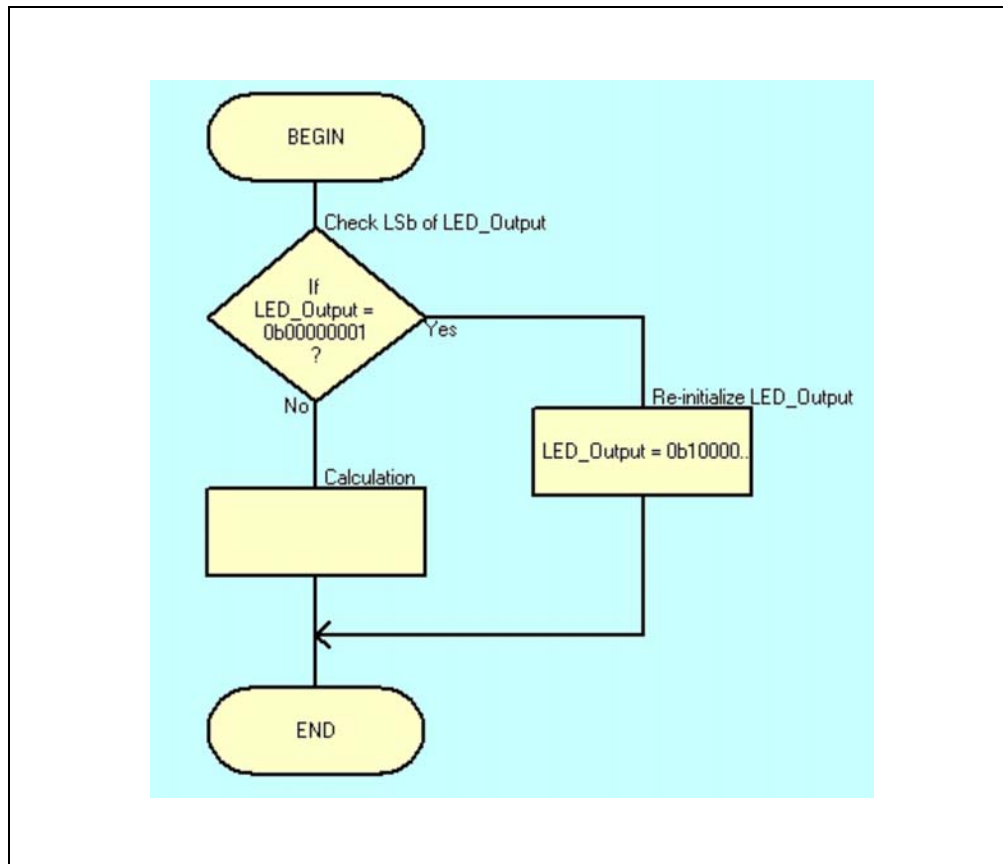 BEGIN
Check LSb of LED_Output
If
LED_Output =
0b00000001
?
Yes
No
Re-initialize LED_Output
LED_Output = 0b10000..
Calculation
END